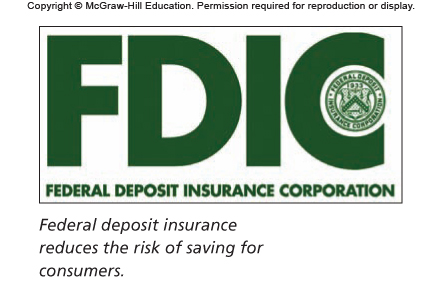 Copyright © McGraw-Hill Education. Permission required for reproduction or display.
FDIC
FEDERAL DEPOSIT
1933
INSURANCE CORPORATION
FEDERAL DEPOSIT INSURANCE CORPORATION
Federal deposit insurance
reduces the risk of saving for
consumers.